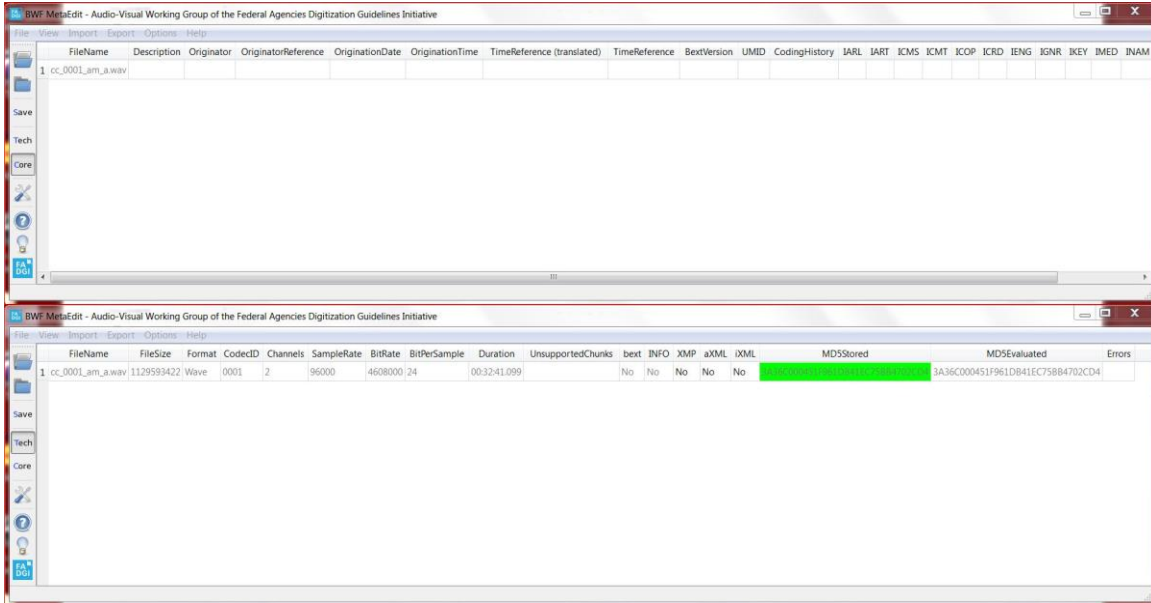 BWF MetaEdit - Audio-Visual Working Group of the Federal Agencies Digitization Guidelines Initiative
File View Import Export Options Help
FileName Description Originator OriginatorReference OriginationDate OriginationTime TimeReference (translated) TimeReference BextVersion UMID CodingHistory IARL IART ICMS ICMT ICOP ICRD IENG IGNR IKEY IMED INAM
1 cc_0001_am_a.wav
Save
Tech
Core
FADGI
BWF MetaEdit - Audio-Visual Working Group of the Federal Agencies Digitization Guidelines Initiative
File View Import Export Options Help
FileName FileSize Format CodecID Channels SampleRate BitRate BitPerSample Duration UnsupportedChunks bext INFO XMP aXML iXML MD5Stored MD5Evaluated Errors
1 cc_0001_am_a.wav 1129593422 Wave 0001 2 96000 4608000 24 00:32:41.099 No No No No No 3A36C000451F961DB41EC75BB4702CD4 3A36C000451F961DB41EC75BB4702CD4
Save
Tech
Core
FADGI